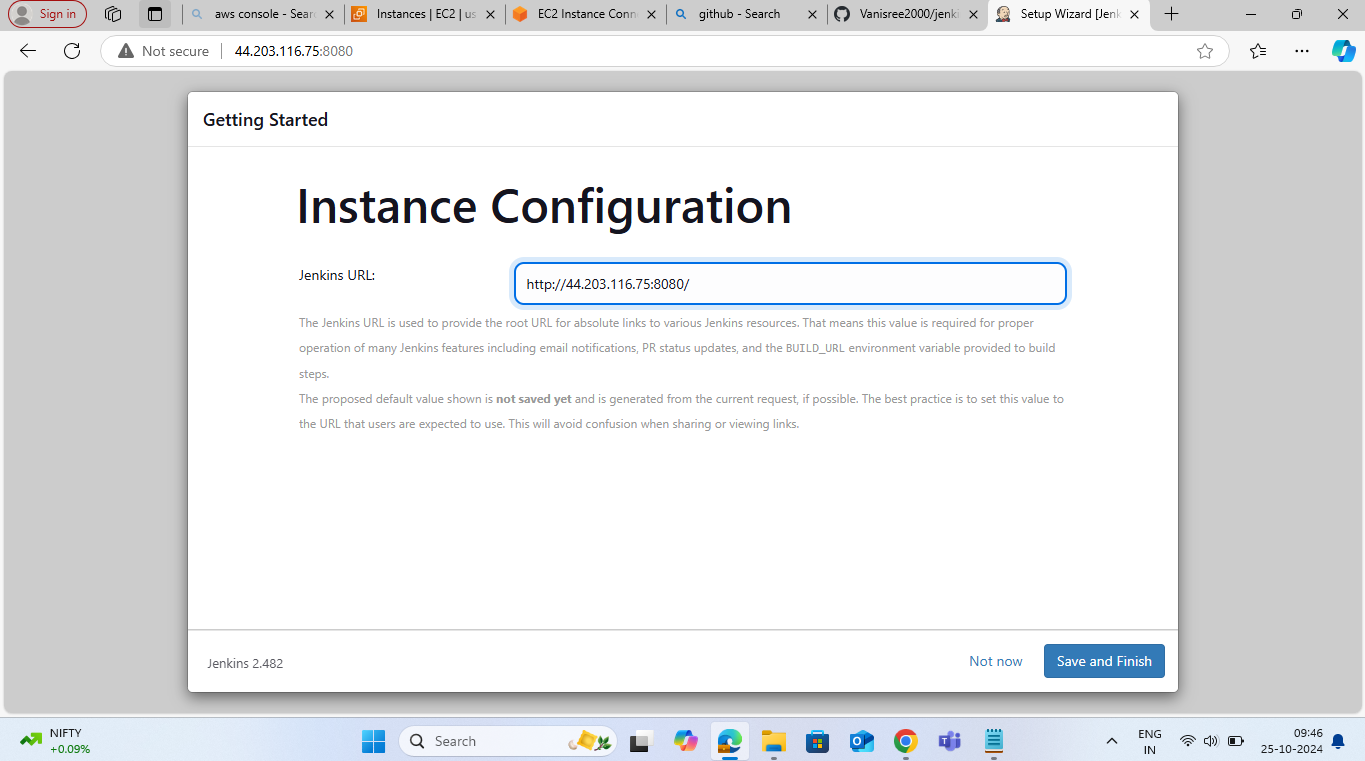 Sign in
aws console - Sear
Instances | EC2 | us
EC2 Instance Conn
github - Search
Vanisree2000/jenki
Setup Wizard [Jenk
Not secure
44.203.116.75:8080
Getting Started
Instance Configuration
Jenkins URL:
http://44.203.116.75:8080/
The Jenkins URL is used to provide the root URL for absolute links to various Jenkins resources. That means this value is required for proper
operation of many Jenkins features including email notifications, PR status updates, and the BUILD_URL environment variable provided to build
steps.
The proposed default value shown is not saved yet and is generated from the current request, if possible. The best practice is to set this value to
the URL that users are expected to use. This will avoid confusion when sharing or viewing links.
Jenkins 2.482
Not now
Save and Finish
NIFTY
+0.09%
Search
ENG
IN
09:46
25-10-2024